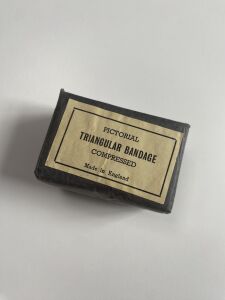 PICTORIAL
TRIANGULAR BANDAGE
COMPRESSED
Made in England